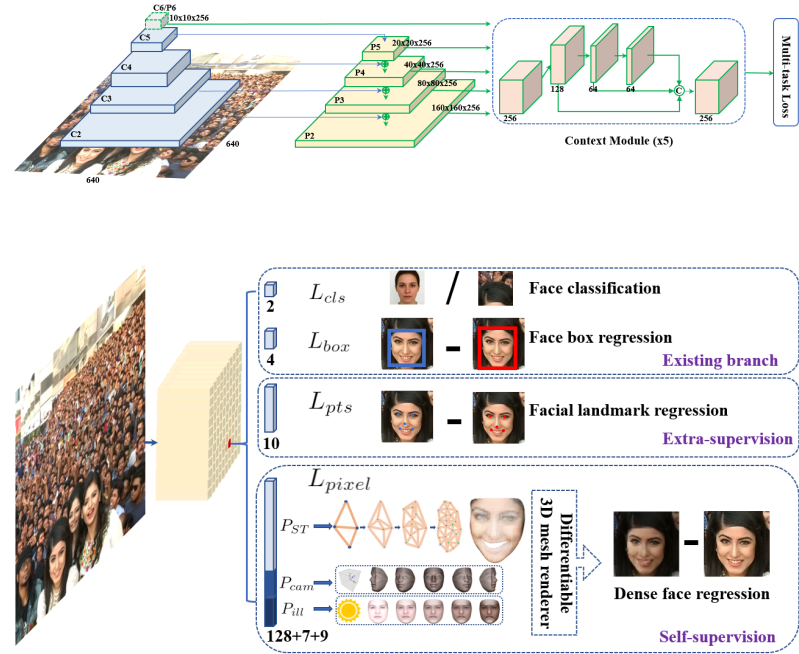 C6/P6
10x10x256
C5
C4
C3
C2
640
640
P5
20x20x256
P4
40x40x256
P3
80x80x256
P2
160x160x256
256
128
64
64
C
256
Context Module (x5)
Multi-task Loss
2
L_cls
/
Face classification
4
L_box
-
Face box regression
Existing branch
10
L_pts
-
Facial landmark regression
Extra-supervision
L_pixel
P_ST
P_cam
P_ill
128+7+9
Differentiable
3D mesh renderer
-
Dense face regression
Self-supervision